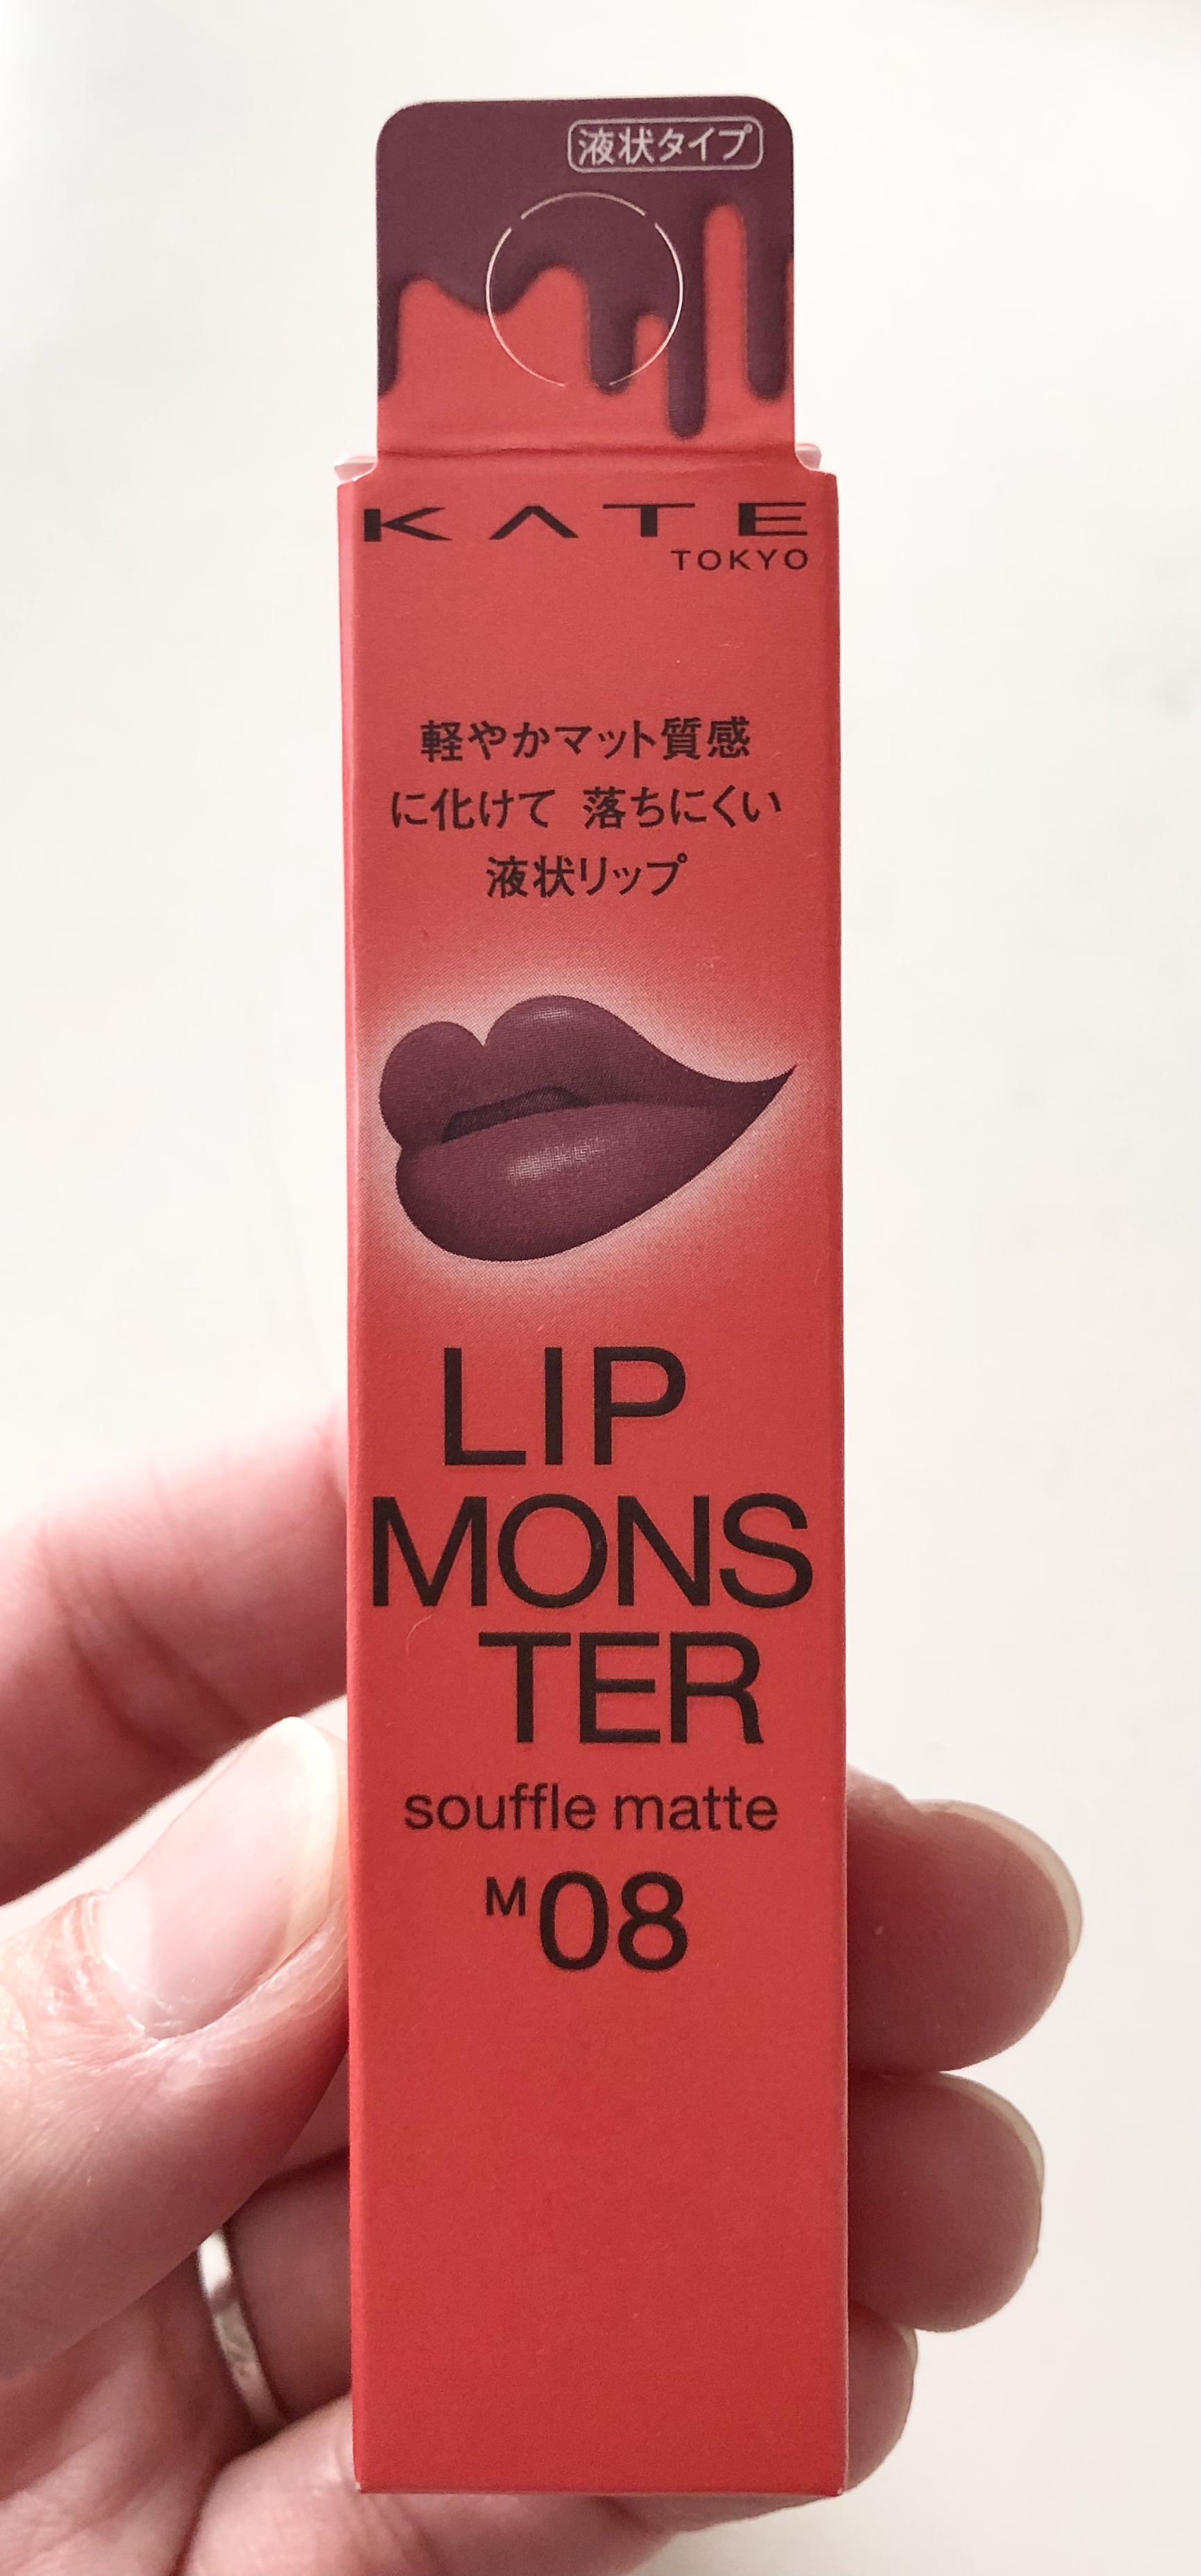 液状タイプ
KATE
TOKYO
軽やかマット質感
に化けて 落ちにくい
液状リップ
LIP
MONS
TER
souffle matte
M08